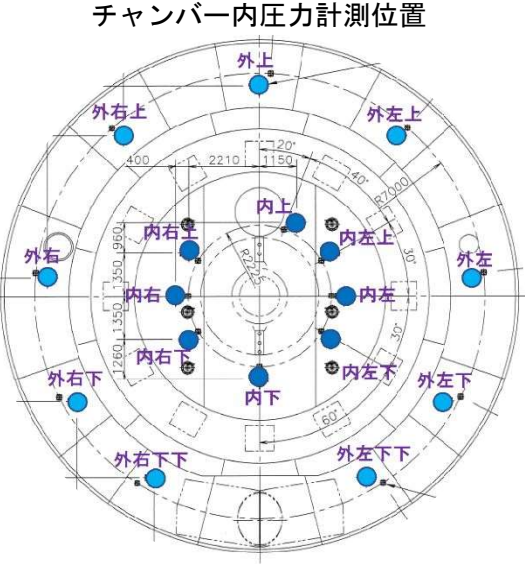 チャンバー内圧力計測位置
外上
外右上
外左上
20°
400
2210
1150
40°
R7000
内上
960
内右上
内左上
外右
R2225
30°
外左
1350
内右
内左
1350
30°
内右下
内左下
1260
外右下
外左下
内下
60°
外右下下
外左下下